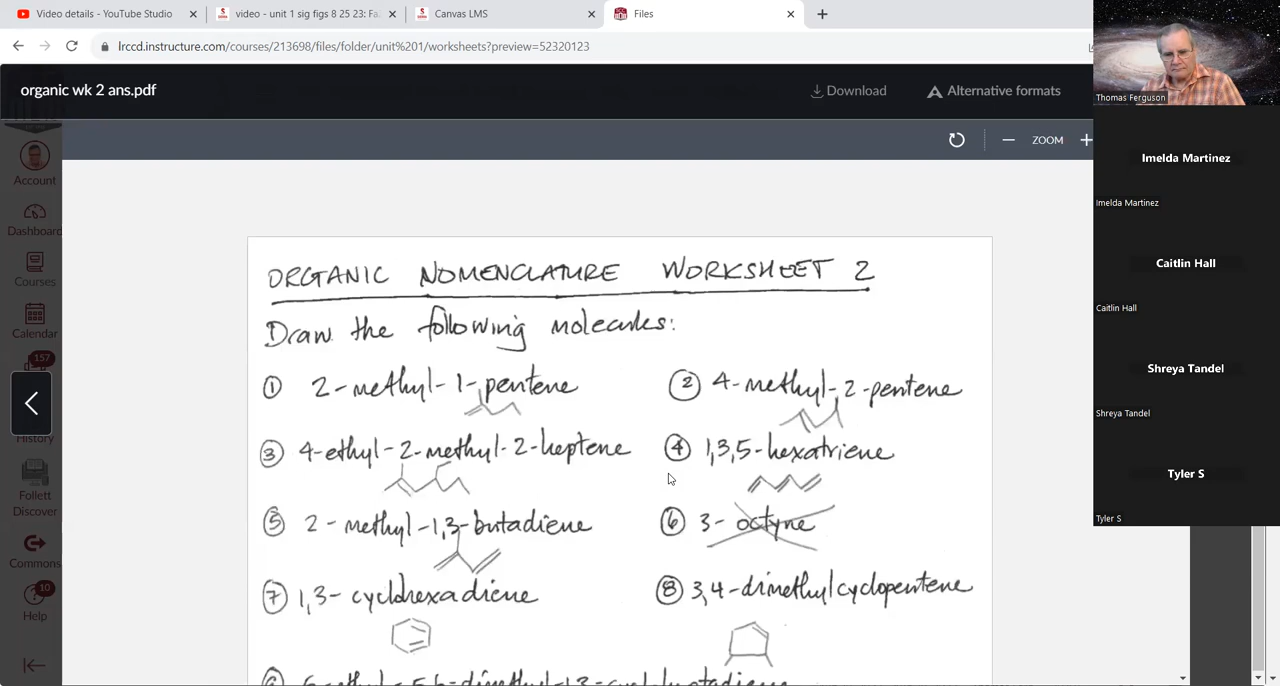 Video details - YouTube Studio
video - unit 1 sig figs 8 25 23: Fa
Canvas LMS
Files
lrccd.instructure.com/courses/213698/files/folder/unit%201/worksheets?preview=52320123
organic wk 2 ans.pdf
Download
Alternative formats
ZOOM
Account
Dashboard
Courses
Calendar
157
History
Follett
Discover
Commons
10
Help
ORGANIC NOMENCLATURE WORKSHEET 2
Draw the following molecules:
① 2-methyl-1-pentene
② 4-methyl-2-pentene
③ 4-ethyl-2-methyl-2-heptene
④ 1,3,5-hexatriene
⑤ 2-methyl-1,3-butadiene
⑥ 3-octyne
⑦ 1,3-cyclohexadiene
⑧ 3,4-dimethylcyclopentene
Thomas Ferguson
Imelda Martinez
Imelda Martinez
Caitlin Hall
Caitlin Hall
Shreya Tandel
Shreya Tandel
Tyler S
Tyler S